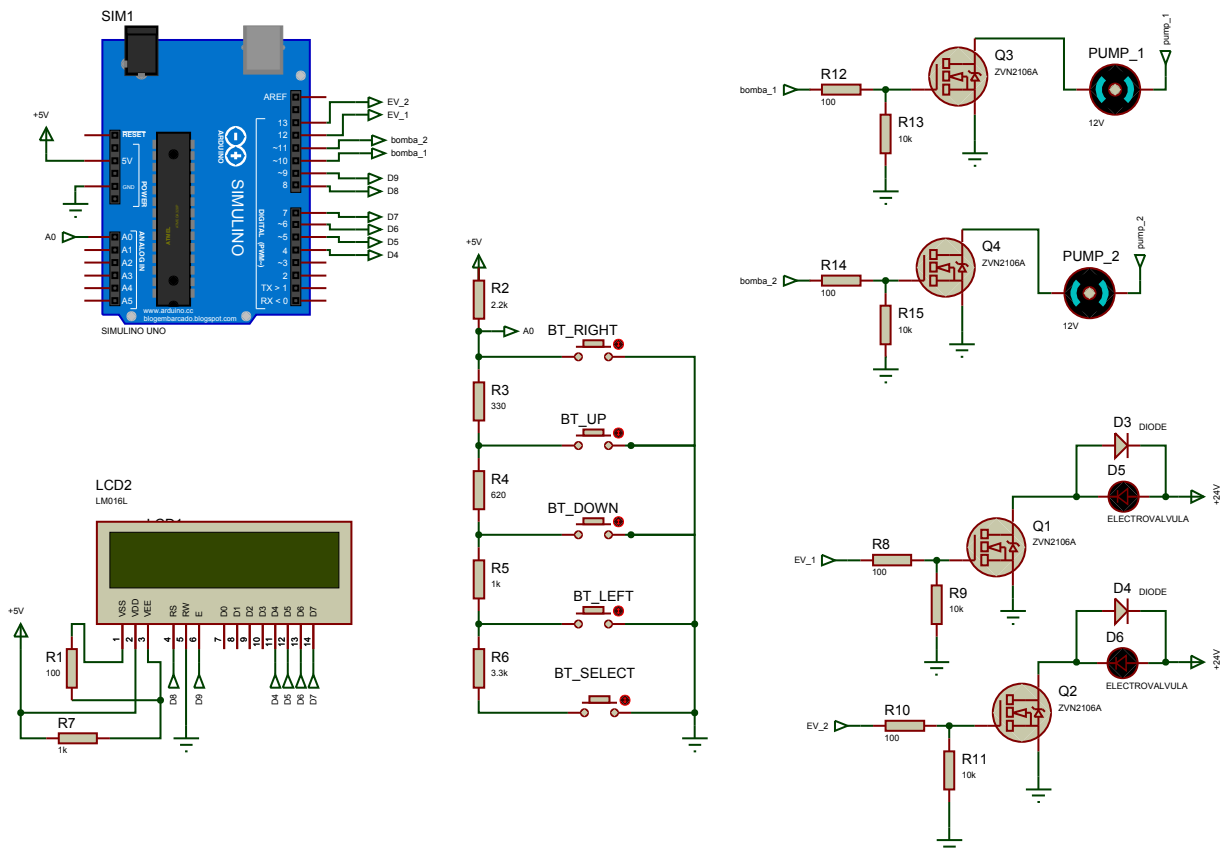 SIM1
AREF
13
12
~11
~10
~9
8
7
~6
~5
4
~3
2
TX > 1
RX < 0
RESET
5V
GND
POWER
A0
A1
A2
A3
A4
A5
ANALOG IN
ARDUINO
SIMULINO
DIGITAL (PWM~)
www.arduino.cc
blogembarcado.blogspot.com
SIMULINO UNO
+5V
A0
EV_2
EV_1
bomba_2
bomba_1
D9
D8
D7
D6
D5
D4
+5V
R2
2.2k
A0
BT_RIGHT
R3
330
BT_UP
R4
620
BT_DOWN
R5
1k
BT_LEFT
R6
3.3k
BT_SELECT
LCD2
LM016L
LCD1
VSS
VDD
VEE
RS
RW
E
D0
D1
D2
D3
D4
D5
D6
D7
1
2
3
4
5
6
7
8
9
10
11
12
13
14
D8
D9
D4
D5
D6
D7
+5V
R1
100
R7
1k
bomba_1
R12
100
R13
10k
Q3
ZVN2106A
PUMP_1
12V
pump_1
bomba_2
R14
100
R15
10k
Q4
ZVN2106A
PUMP_2
12V
pump_2
EV_1
R8
100
R9
10k
Q1
ZVN2106A
D3
DIODE
D5
ELECTROVALVULA
+24V
EV_2
R10
100
R11
10k
Q2
ZVN2106A
D4
DIODE
D6
ELECTROVALVULA
+24V